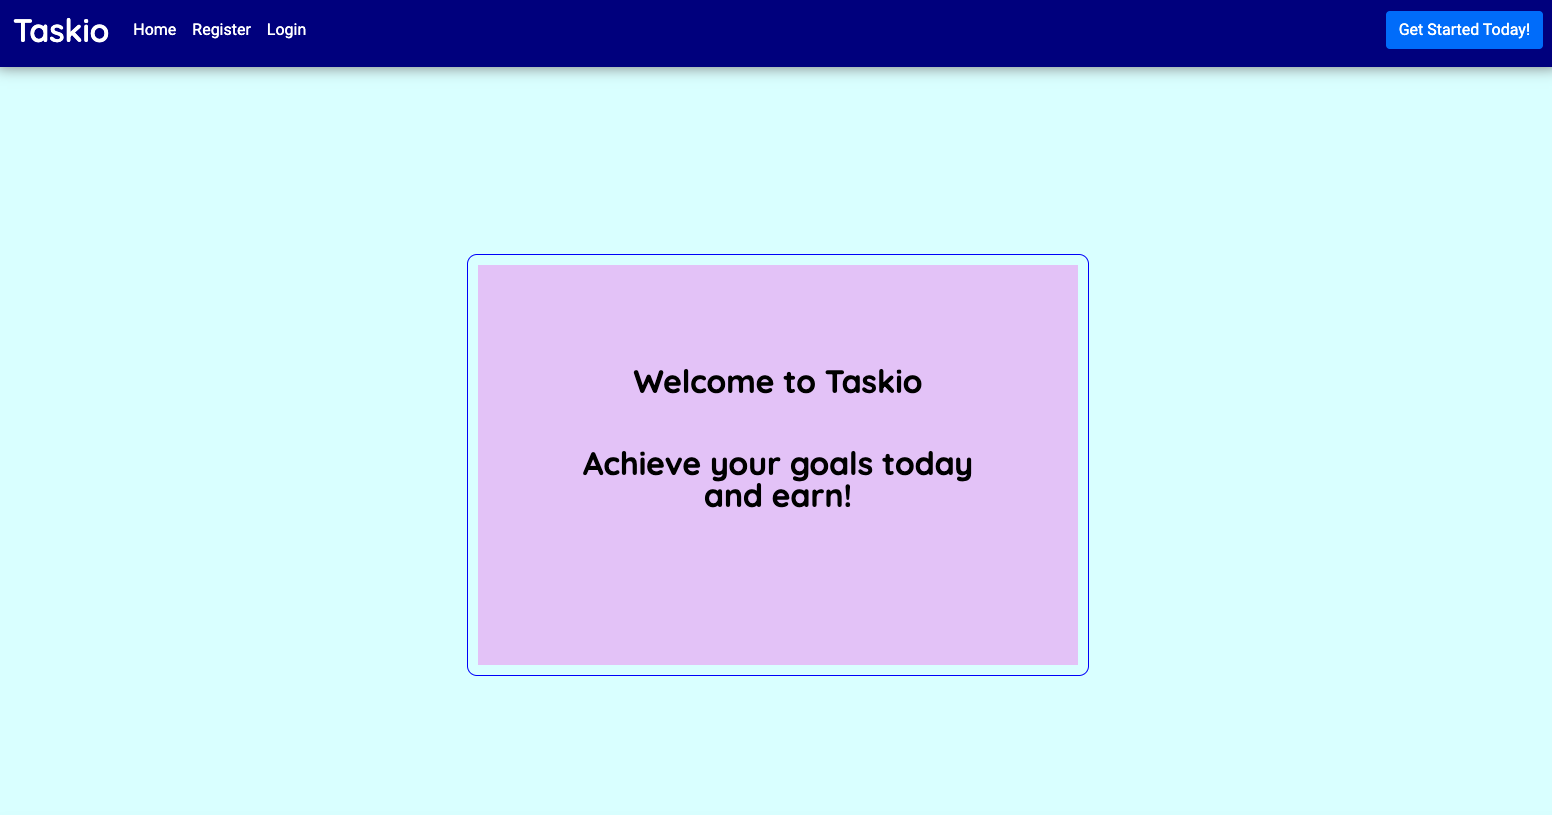 Taskio Home Register Login Get Started Today!
Welcome to Taskio
Achieve your goals today
and earn!